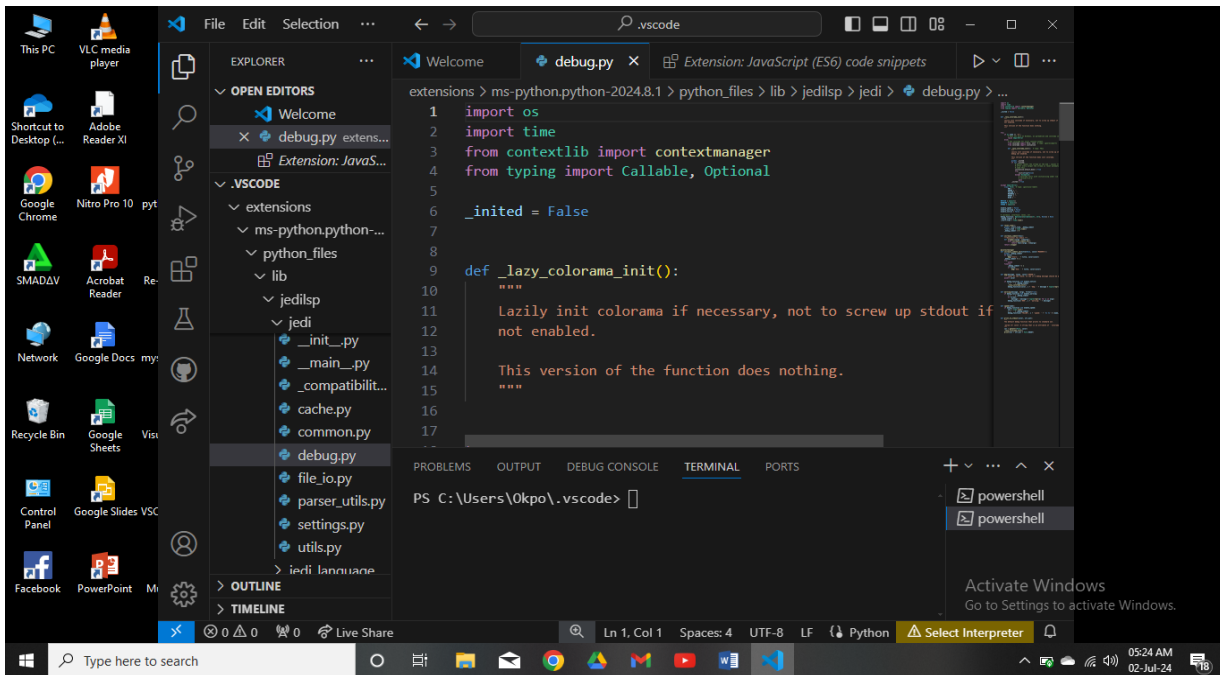 This PC
VLC media player
Shortcut to Desktop (...
Adobe Reader XI
Google Chrome
Nitro Pro 10
pyt
SMADΔV
Acrobat Reader
Re-
Network
Google Docs
mys
Recycle Bin
Google Sheets
Visu
Control Panel
Google Slides
VSC
Facebook
PowerPoint
File Edit Selection ···
.vscode
EXPLORER ···
OPEN EDITORS
Welcome
debug.py extens...
Extension: JavaS...
.VSCODE
extensions
ms-python.python-...
python_files
lib
jedilsp
jedi
__init__.py
__main__.py
_compatibilit...
cache.py
common.py
debug.py
file_io.py
parser_utils.py
settings.py
utils.py
jedi_language
OUTLINE
TIMELINE
Welcome debug.py Extension: JavaScript (ES6) code snippets
extensions > ms-python.python-2024.8.1 > python_files > lib > jedilsp > jedi > debug.py > ...
1 import os
2 import time
3 from contextlib import contextmanager
4 from typing import Callable, Optional
5
6 _inited = False
7
8
9 def _lazy_colorama_init():
10 """
11 Lazily init colorama if necessary, not to screw up stdout if
12 not enabled.
13
14 This version of the function does nothing.
15 """
16
17
PROBLEMS OUTPUT DEBUG CONSOLE TERMINAL PORTS
PS C:\Users\Okpo\.vscode>
powershell
powershell
Activate Windows
Go to Settings to activate Windows.
0 0 0 Live Share Ln 1, Col 1 Spaces: 4 UTF-8 LF Python Select Interpreter
Type here to search
05:24 AM
02-Jul-24
18